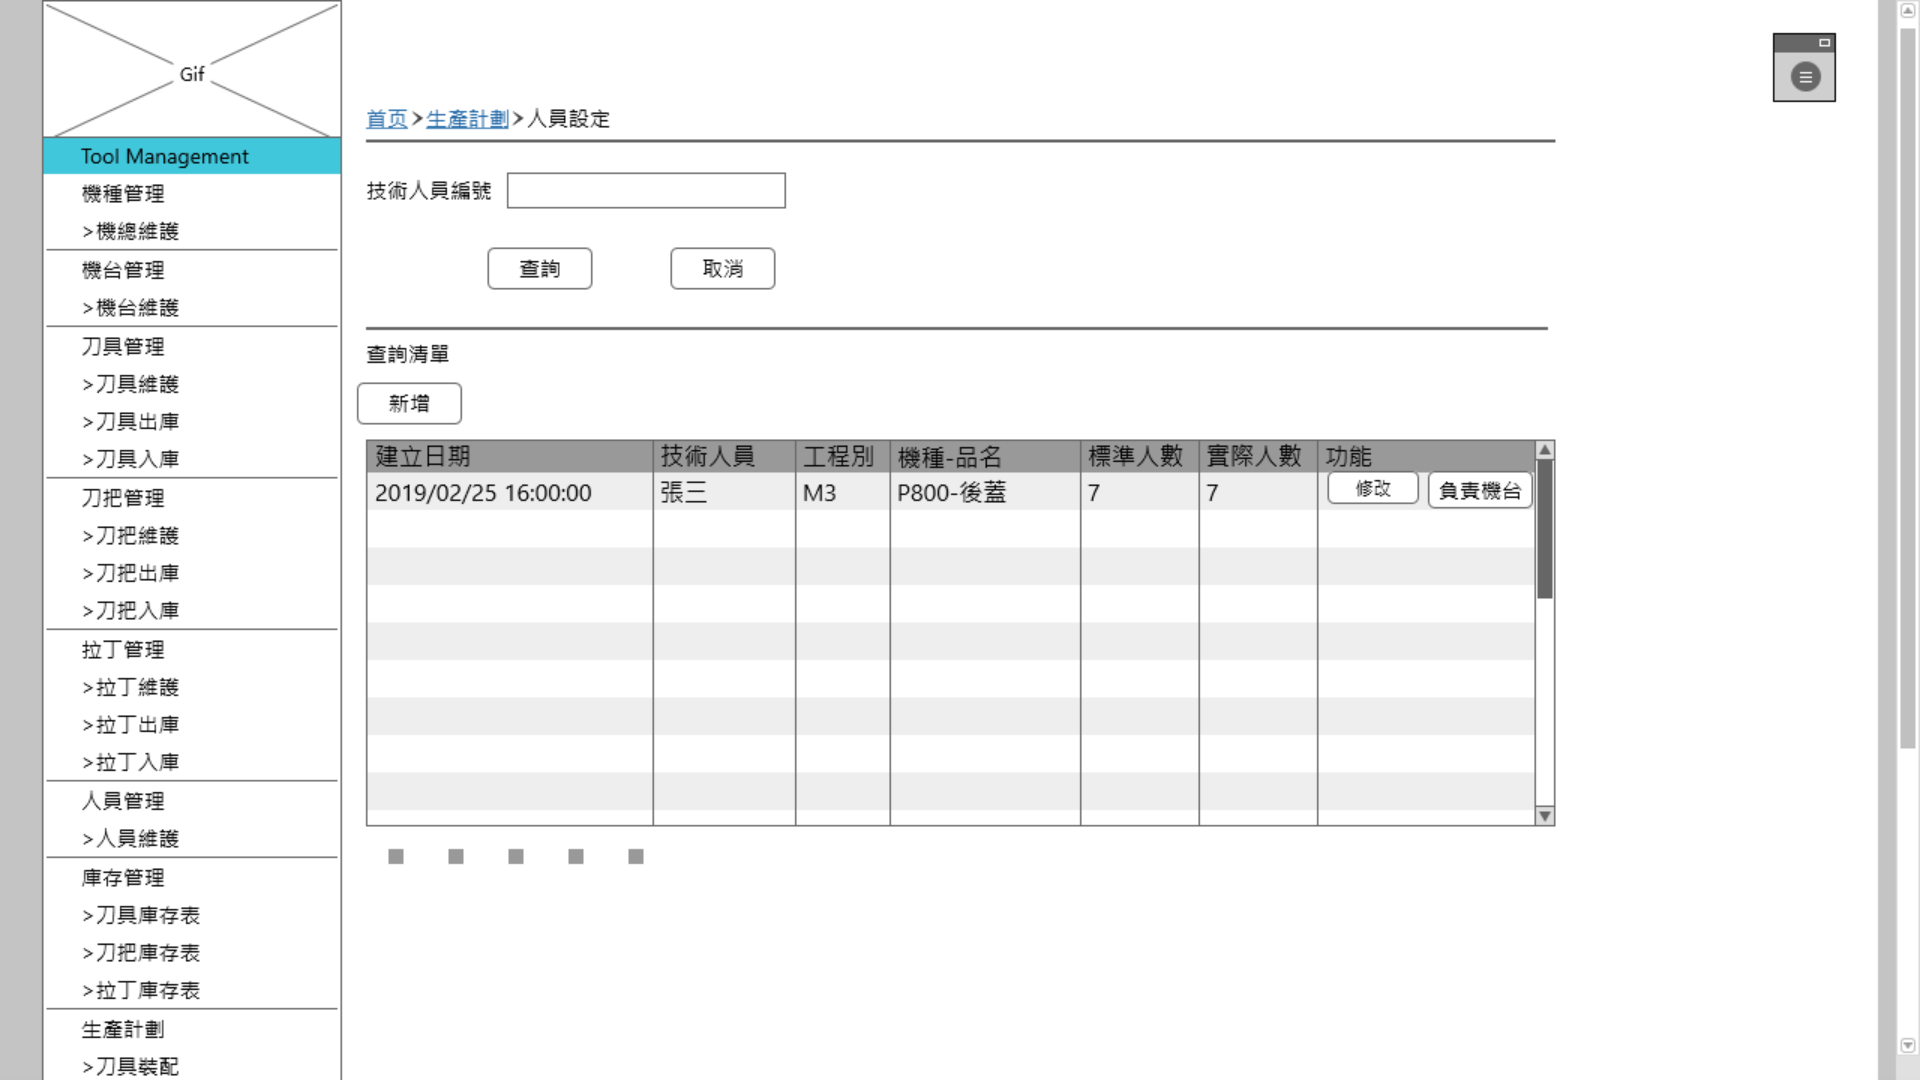 Gif
Tool Management
機種管理
>機總維護
機台管理
>機台維護
刀具管理
>刀具維護
>刀具出庫
>刀具入庫
刀把管理
>刀把維護
>刀把出庫
>刀把入庫
拉丁管理
>拉丁維護
>拉丁出庫
>拉丁入庫
人員管理
>人員維護
庫存管理
>刀具庫存表
>刀把庫存表
>拉丁庫存表
生產計劃
>刀具裝配
首页>生產計劃>人員設定
技術人員編號
查詢 取消
查詢清單
新增
建立日期 技術人員 工程別 機種-品名 標準人數 實際人數 功能
2019/02/25 16:00:00 張三 M3 P800-後蓋 7 7 修改 負責機台